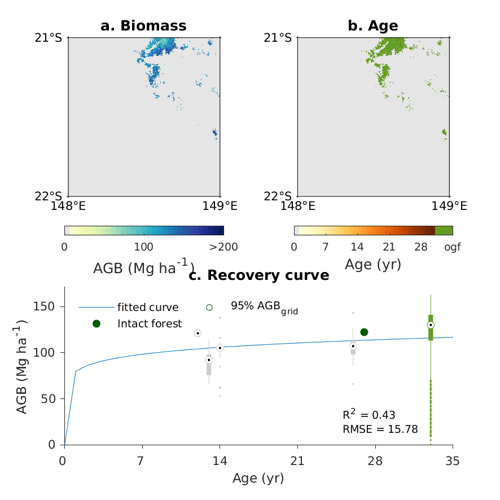 a. Biomass
b. Age
21°S
22°S
148°E
149°E
21°S
22°S
148°E
149°E
0
100
>200
AGB (Mg ha⁻¹)
0
7
14
21
28
ogf
Age (yr)
c. Recovery curve
fitted curve
Intact forest
95% AGB_grid
AGB (Mg ha⁻¹)
150
100
50
0
R² = 0.43
RMSE = 15.78
0
7
14
21
28
35
Age (yr)